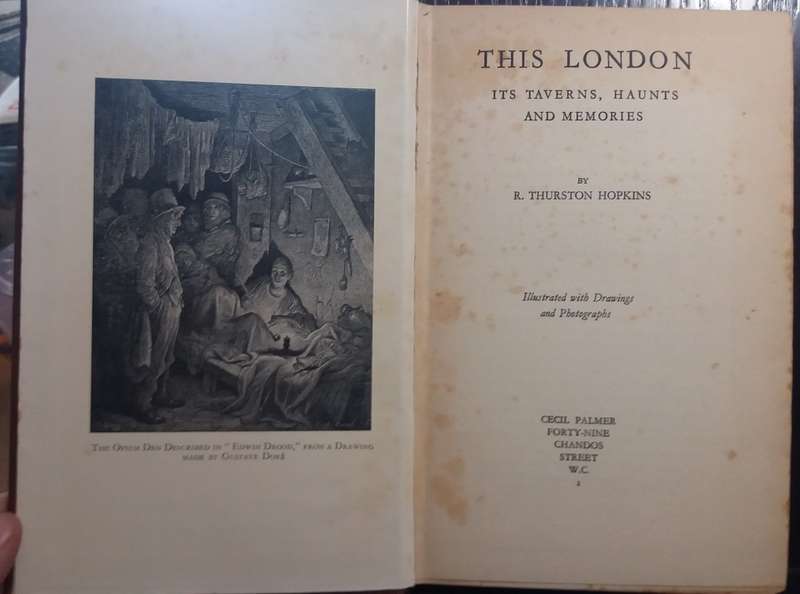 THE OPIUM DEN DESCRIBED IN "EDWIN DROOD," FROM A DRAWING
MADE BY GUSTAVE DORÉ
THIS LONDON
ITS TAVERNS, HAUNTS
AND MEMORIES
BY
R. THURSTON HOPKINS
Illustrated with Drawings
and Photographs
CECIL PALMER
FORTY-NINE
CHANDOS
STREET
W.C.
2